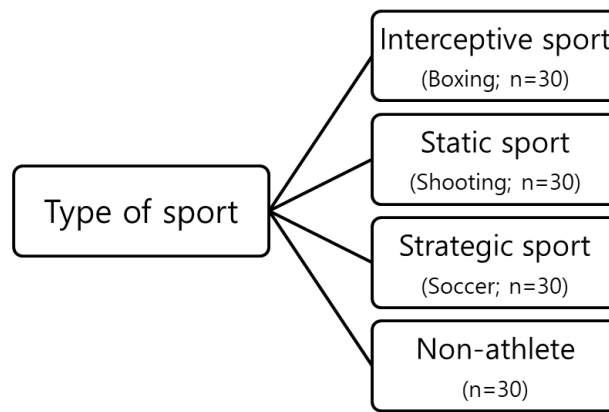 Type of sport
Interceptive sport
(Boxing; n=30)
Static sport
(Shooting; n=30)
Strategic sport
(Soccer; n=30)
Non-athlete
(n=30)